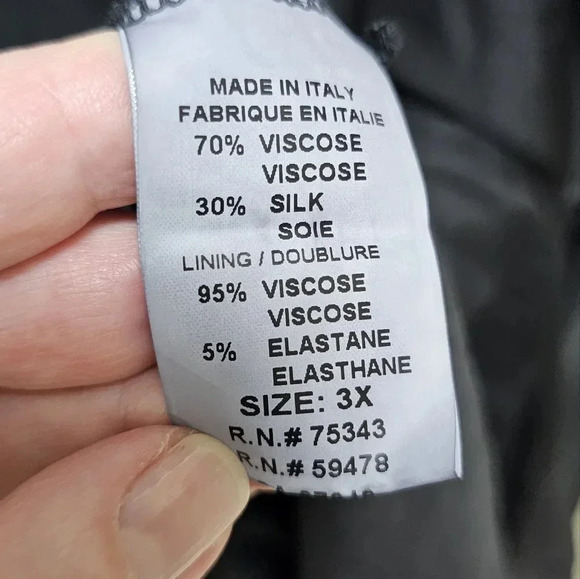 MADE IN ITALY
FABRIQUE EN ITALIE
70% VISCOSE
VISCOSE
30% SILK
SOIE
LINING / DOUBLURE
95% VISCOSE
VISCOSE
5% ELASTANE
ELASTHANE
SIZE: 3X
R.N.# 75343
R.N.# 59478